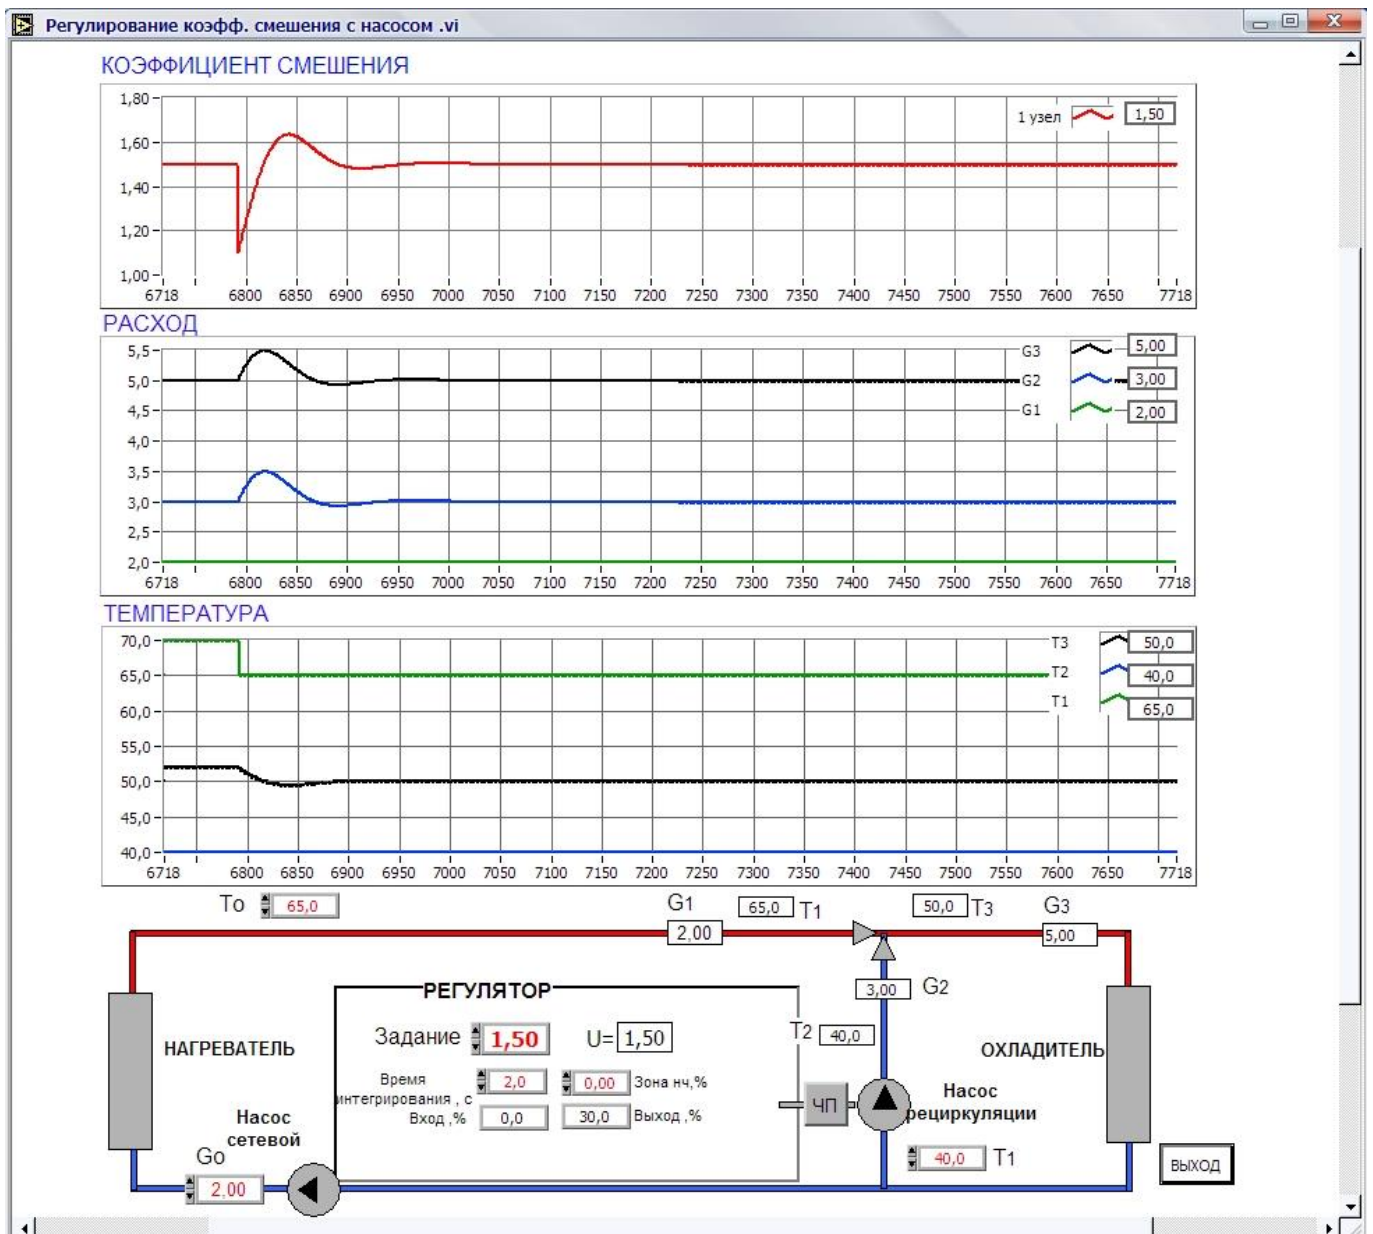 Регулирование коэфф. смешения с насосом .vi
КОЭФФИЦИЕНТ СМЕШЕНИЯ
1,80
1 узел 1,50
1,60
1,40
1,20
1,00
6718 6800 6850 6900 6950 7000 7050 7100 7150 7200 7250 7300 7350 7400 7450 7500 7550 7600 7650 7718
РАСХОД
5,5 G3 5,00
5,0 G2 3,00
4,5 G1 2,00
4,0
3,5
3,0
2,5
2,0
6718 6800 6850 6900 6950 7000 7050 7100 7150 7200 7250 7300 7350 7400 7450 7500 7550 7600 7650 7718
ТЕМПЕРАТУРА
70,0 T3 50,0
65,0 T2 40,0
60,0 T1 65,0
55,0
50,0
45,0
40,0
6718 6800 6850 6900 6950 7000 7050 7100 7150 7200 7250 7300 7350 7400 7450 7500 7550 7600 7650 7718
To 65,0 G1 65,0 T1 50,0 T3 G3
2,00 5,00
РЕГУЛЯТОР 3,00 G2
Задание 1,50 U= 1,50 T2 40,0
НАГРЕВАТЕЛЬ ОХЛАДИТЕЛЬ
Время 2,0 0,00 Зона нч,%
интегрирования , с
Вход ,% 0,0 30,0 Выход ,%
ЧП
Насос
рециркуляции
Насос
сетевой
Go 40,0 T1
2,00 ВЫХОД